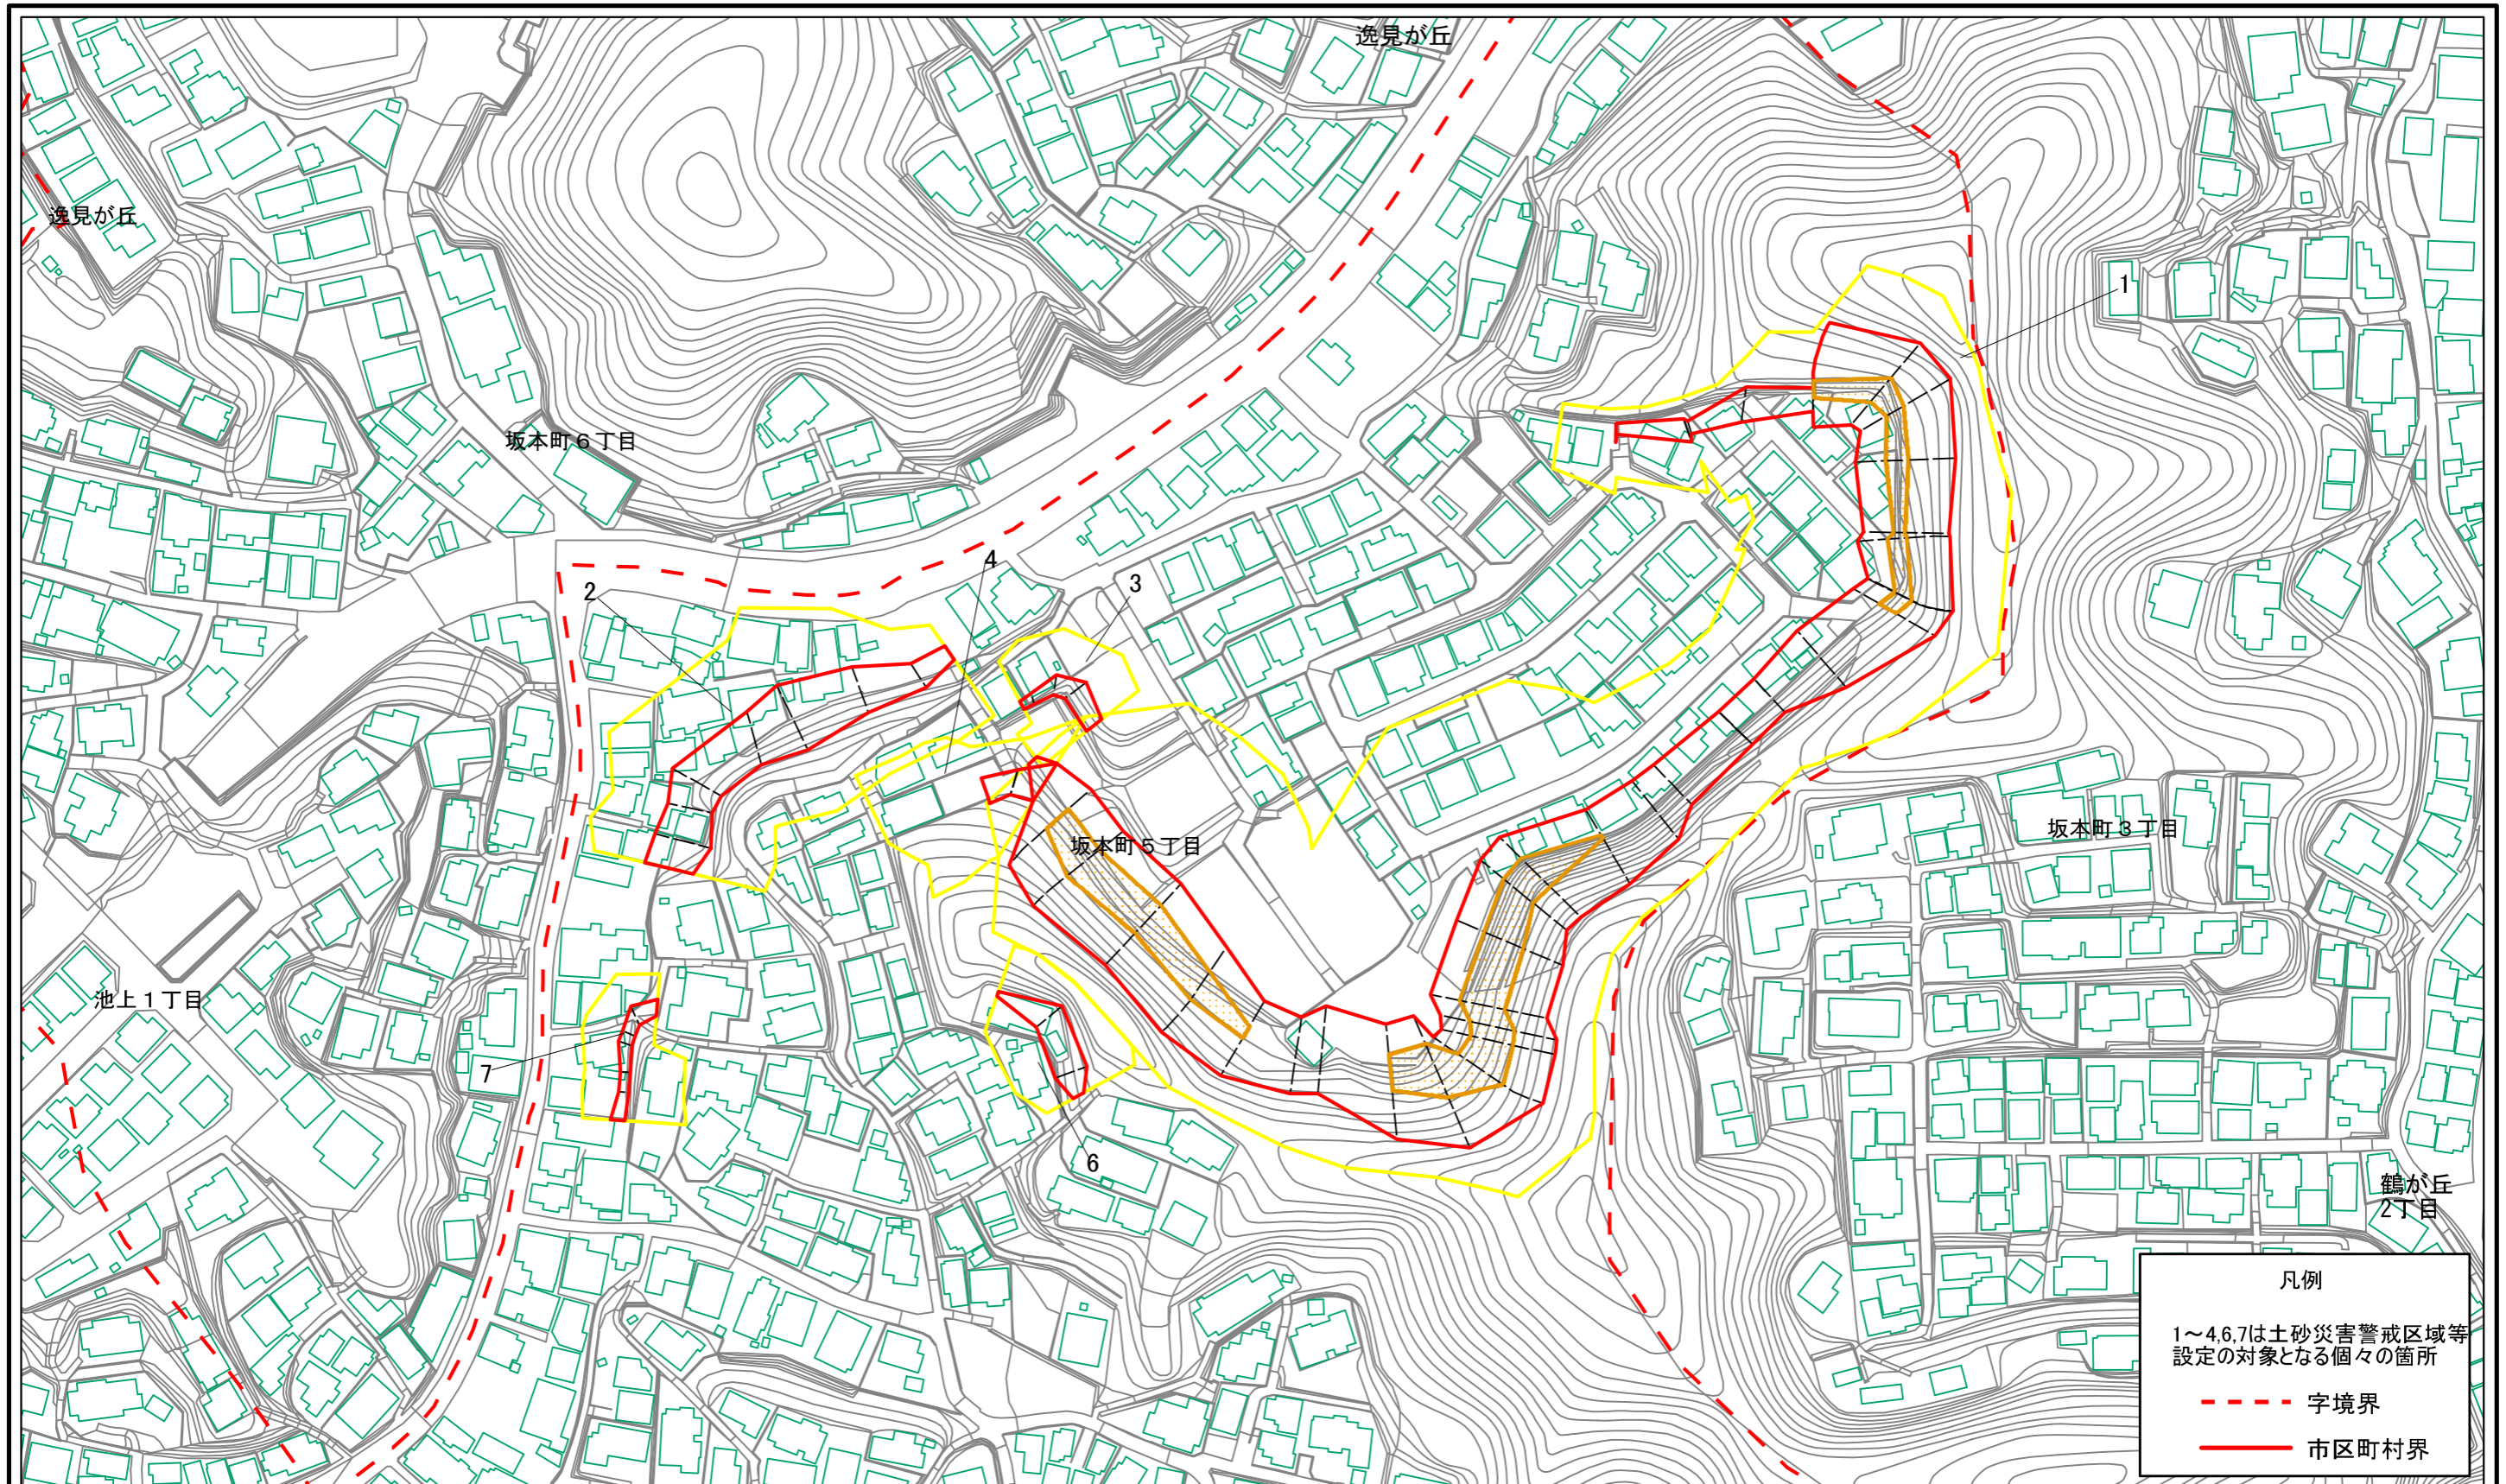 逸見が丘
逸見が丘
1
坂本町６丁目
4
3
2
坂本町３丁目
坂本町５丁目
池上１丁目
7
6
鶴が丘
2丁目
凡例
1～4,6,7は土砂災害警戒区域等
設定の対象となる個々の箇所
字境界
市区町村界